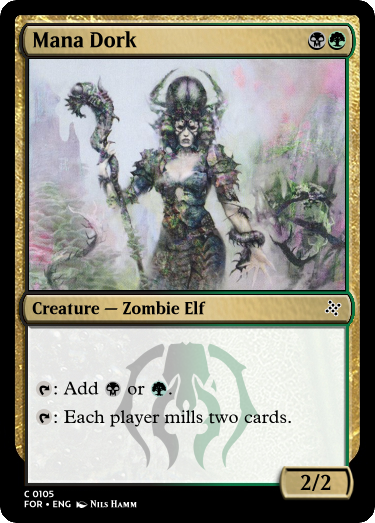 Mana Dork
Creature — Zombie Elf
: Add or .
: Each player mills two cards.
2/2
C 0105
FOR • ENG Nils Hamm